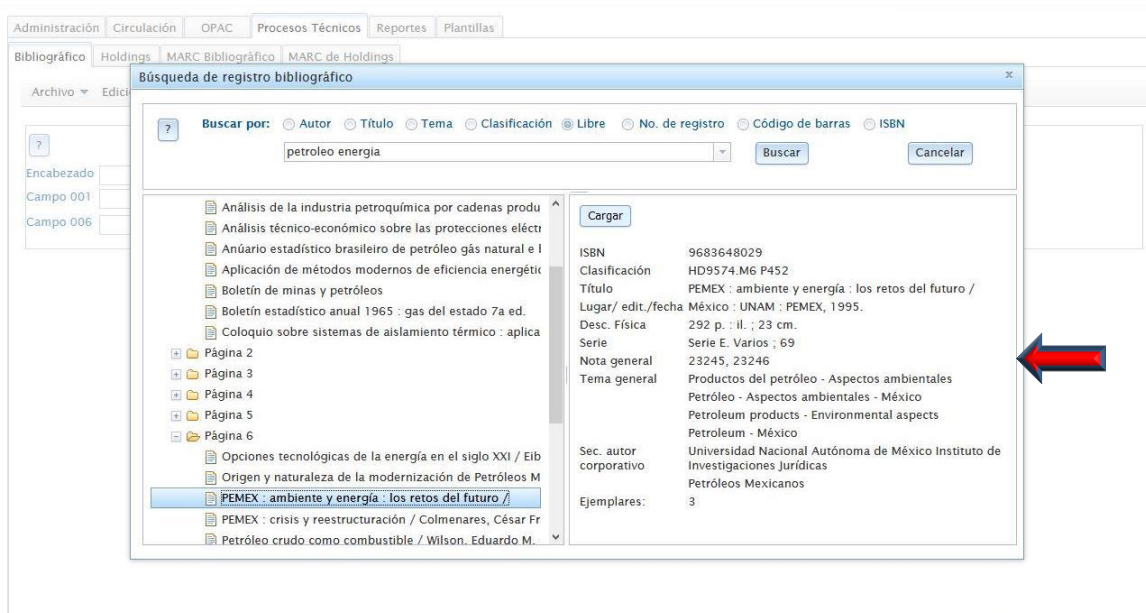 Administración Circulación OPAC Procesos Técnicos Reportes Plantillas
Bibliográfico Holdings MARC Bibliográfico MARC de Holdings
Archivo Edici
Búsqueda de registro bibliográfico x
? Buscar por: Autor Título Tema Clasificación Libre No. de registro Código de barras ISBN
petroleo energia Buscar Cancelar
?
Encabezado
Campo 001
Campo 006
Análisis de la industria petroquímica por cadenas produ
Análisis técnico-económico sobre las protecciones eléctr
Anúario estadístico brasileiro de petróleo gás natural e
Aplicación de métodos modernos de eficiencia energétic
Boletín de minas y petróleos
Boletín estadístico anual 1965 : gas del estado 7a ed.
Coloquio sobre sistemas de aislamiento térmico : aplica
Página 2
Página 3
Página 4
Página 5
Página 6
Opciones tecnológicas de la energía en el siglo XXI / Eib
Origen y naturaleza de la modernización de Petróleos M
PEMEX : ambiente y energía : los retos del futuro /
PEMEX : crisis y reestructuración / Colmenares, César Fr
Petróleo crudo como combustible / Wilson, Eduardo M.
Cargar
ISBN 9683648029
Clasificación HD9574.M6 P452
Título PEMEX : ambiente y energía : los retos del futuro /
Lugar/ edit./fecha México : UNAM : PEMEX, 1995.
Desc. Física 292 p. : il. ; 23 cm.
Serie Serie E. Varios ; 69
Nota general 23245, 23246
Tema general Productos del petróleo - Aspectos ambientales
Petróleo - Aspectos ambientales - México
Petroleum products - Environmental aspects
Petroleum - México
Sec. autor corporativo Universidad Nacional Autónoma de México Instituto de
Investigaciones Jurídicas
Petróleos Mexicanos
Ejemplares: 3